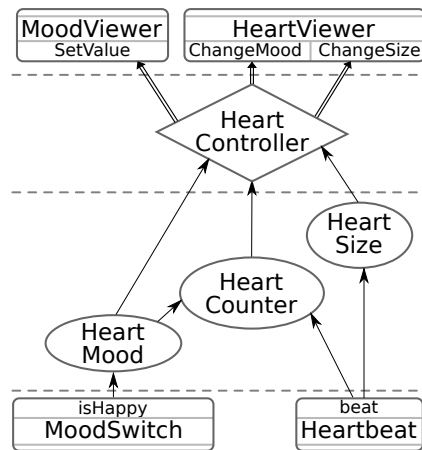 MoodViewer
SetValue
HeartViewer
ChangeMood ChangeSize
Heart
Controller
Heart
Size
Heart
Counter
Heart
Mood
isHappy
MoodSwitch
beat
Heartbeat